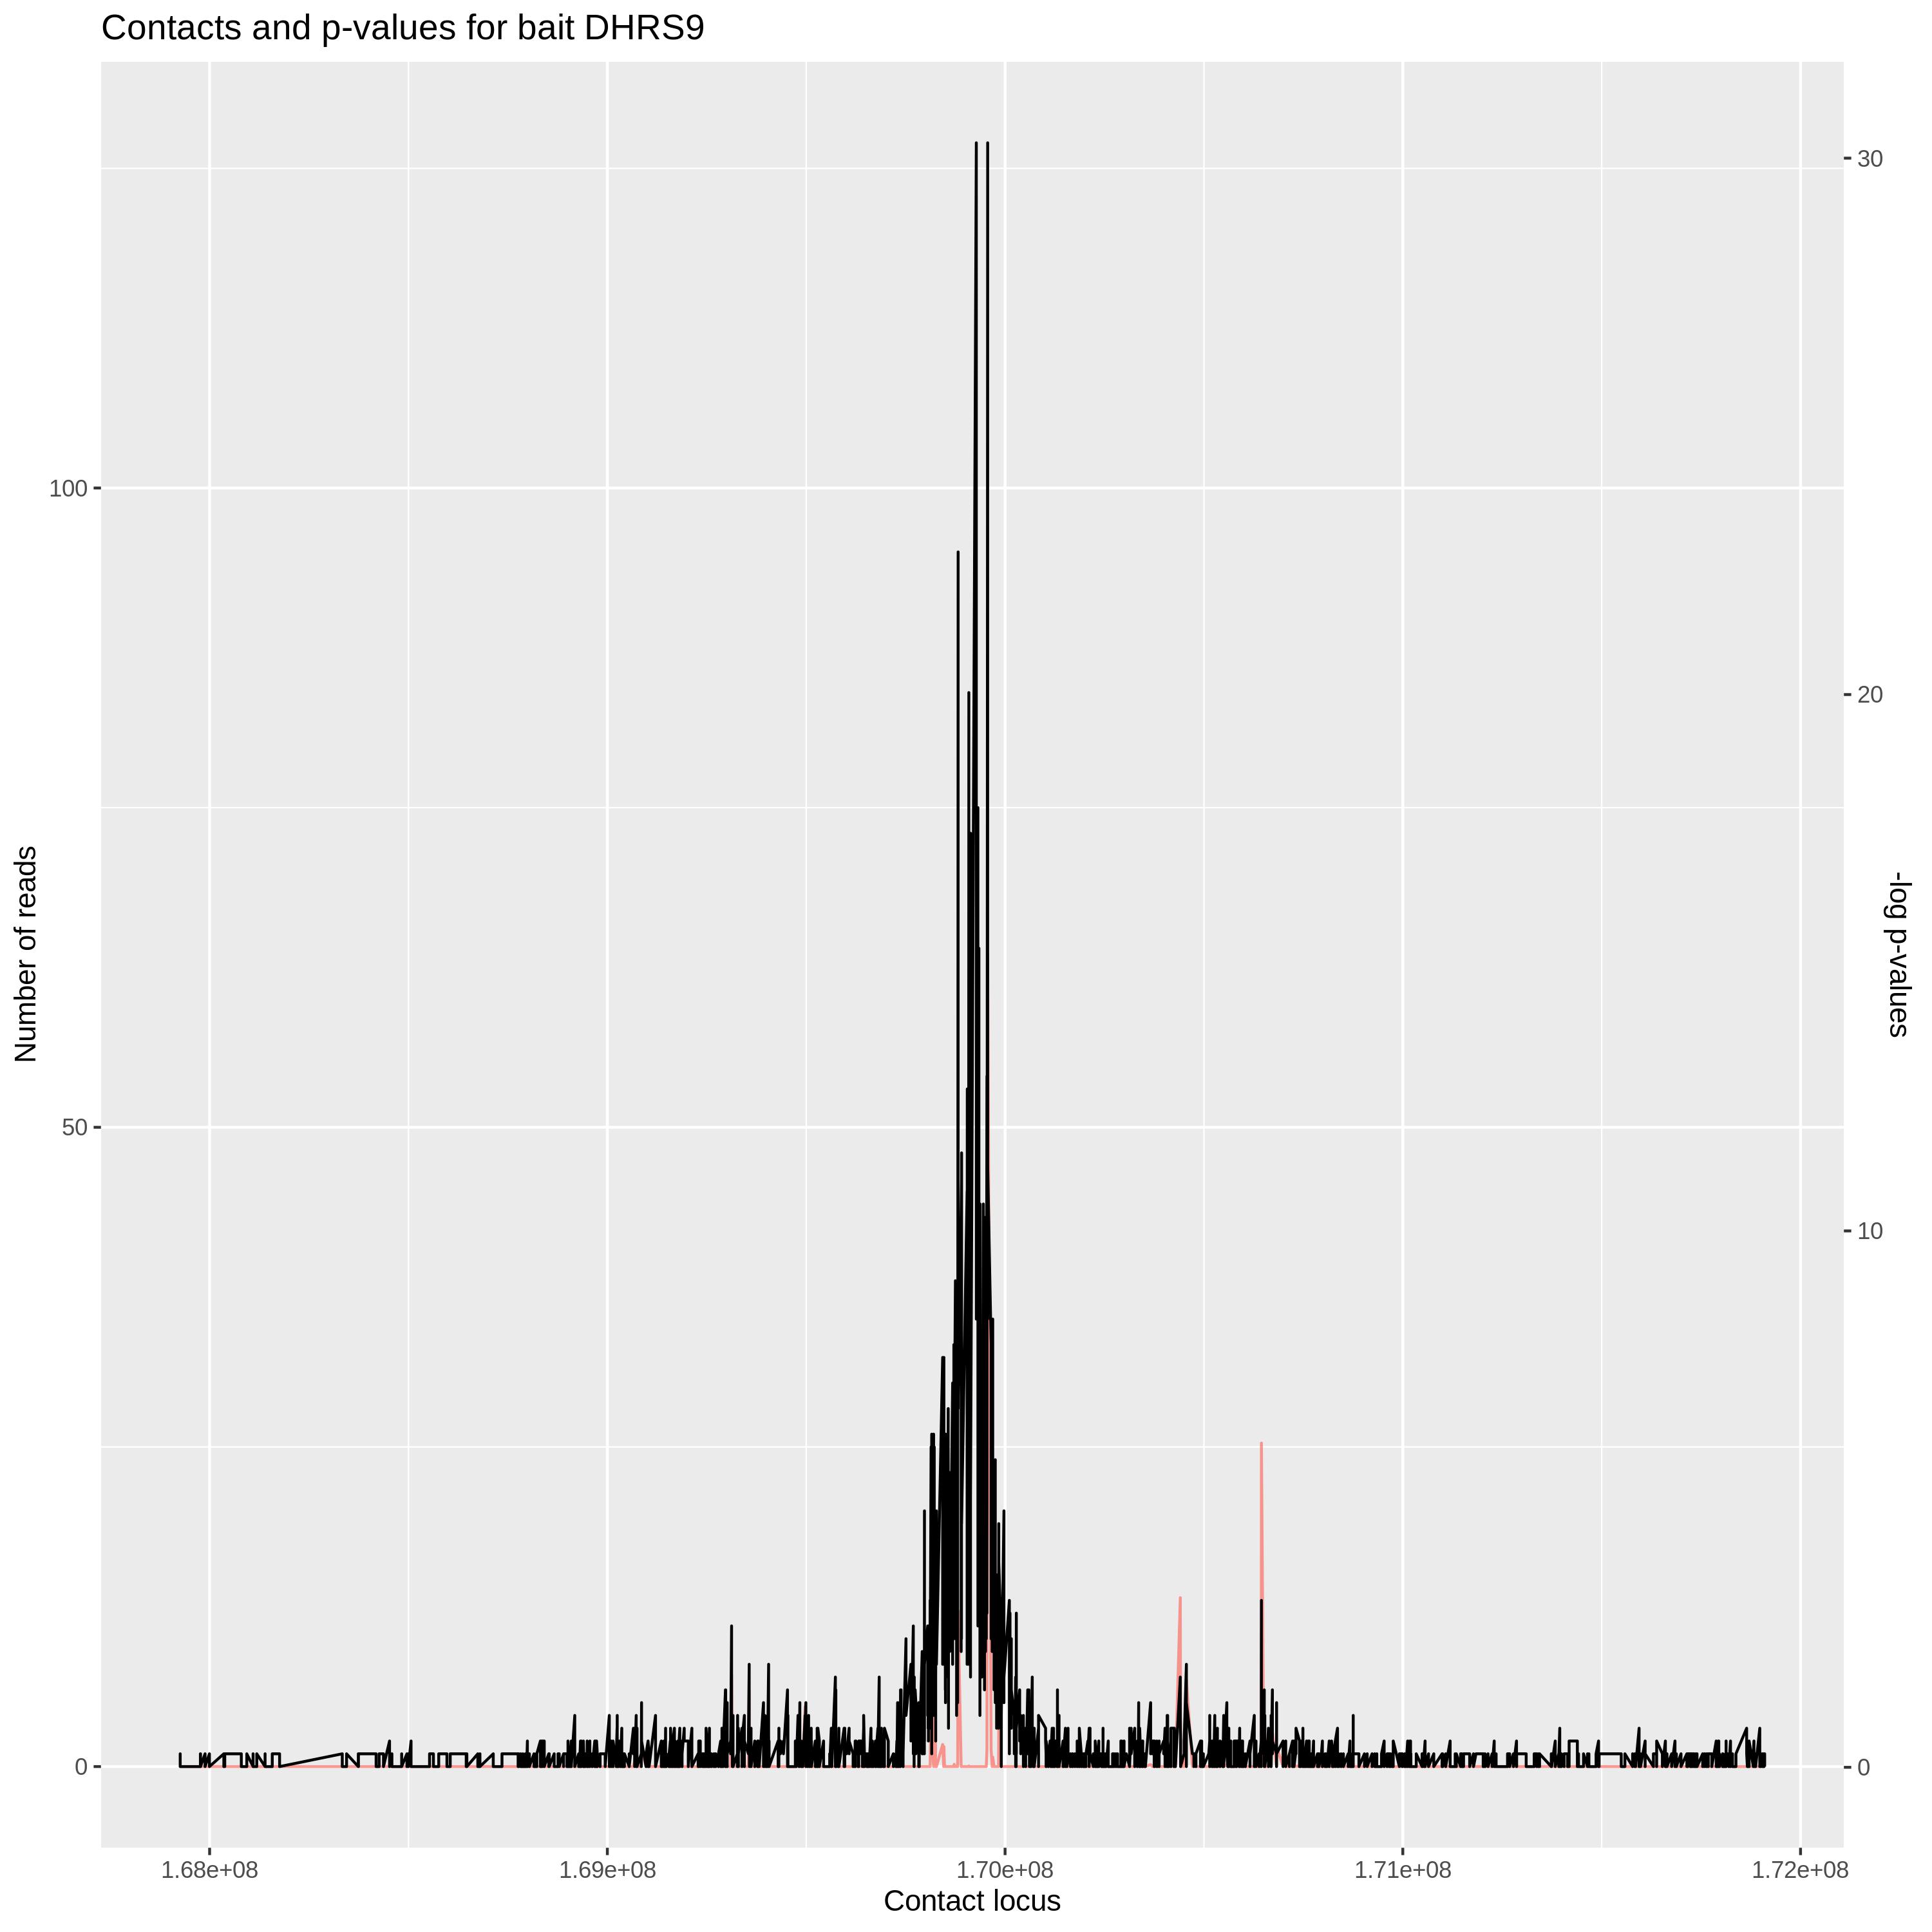 Contacts and p-values for bait DHRS9
Number of reads
100
50
0
30
20
10
0
-log p-values
1.68e+08 1.69e+08 1.70e+08 1.71e+08 1.72e+08
Contact locus